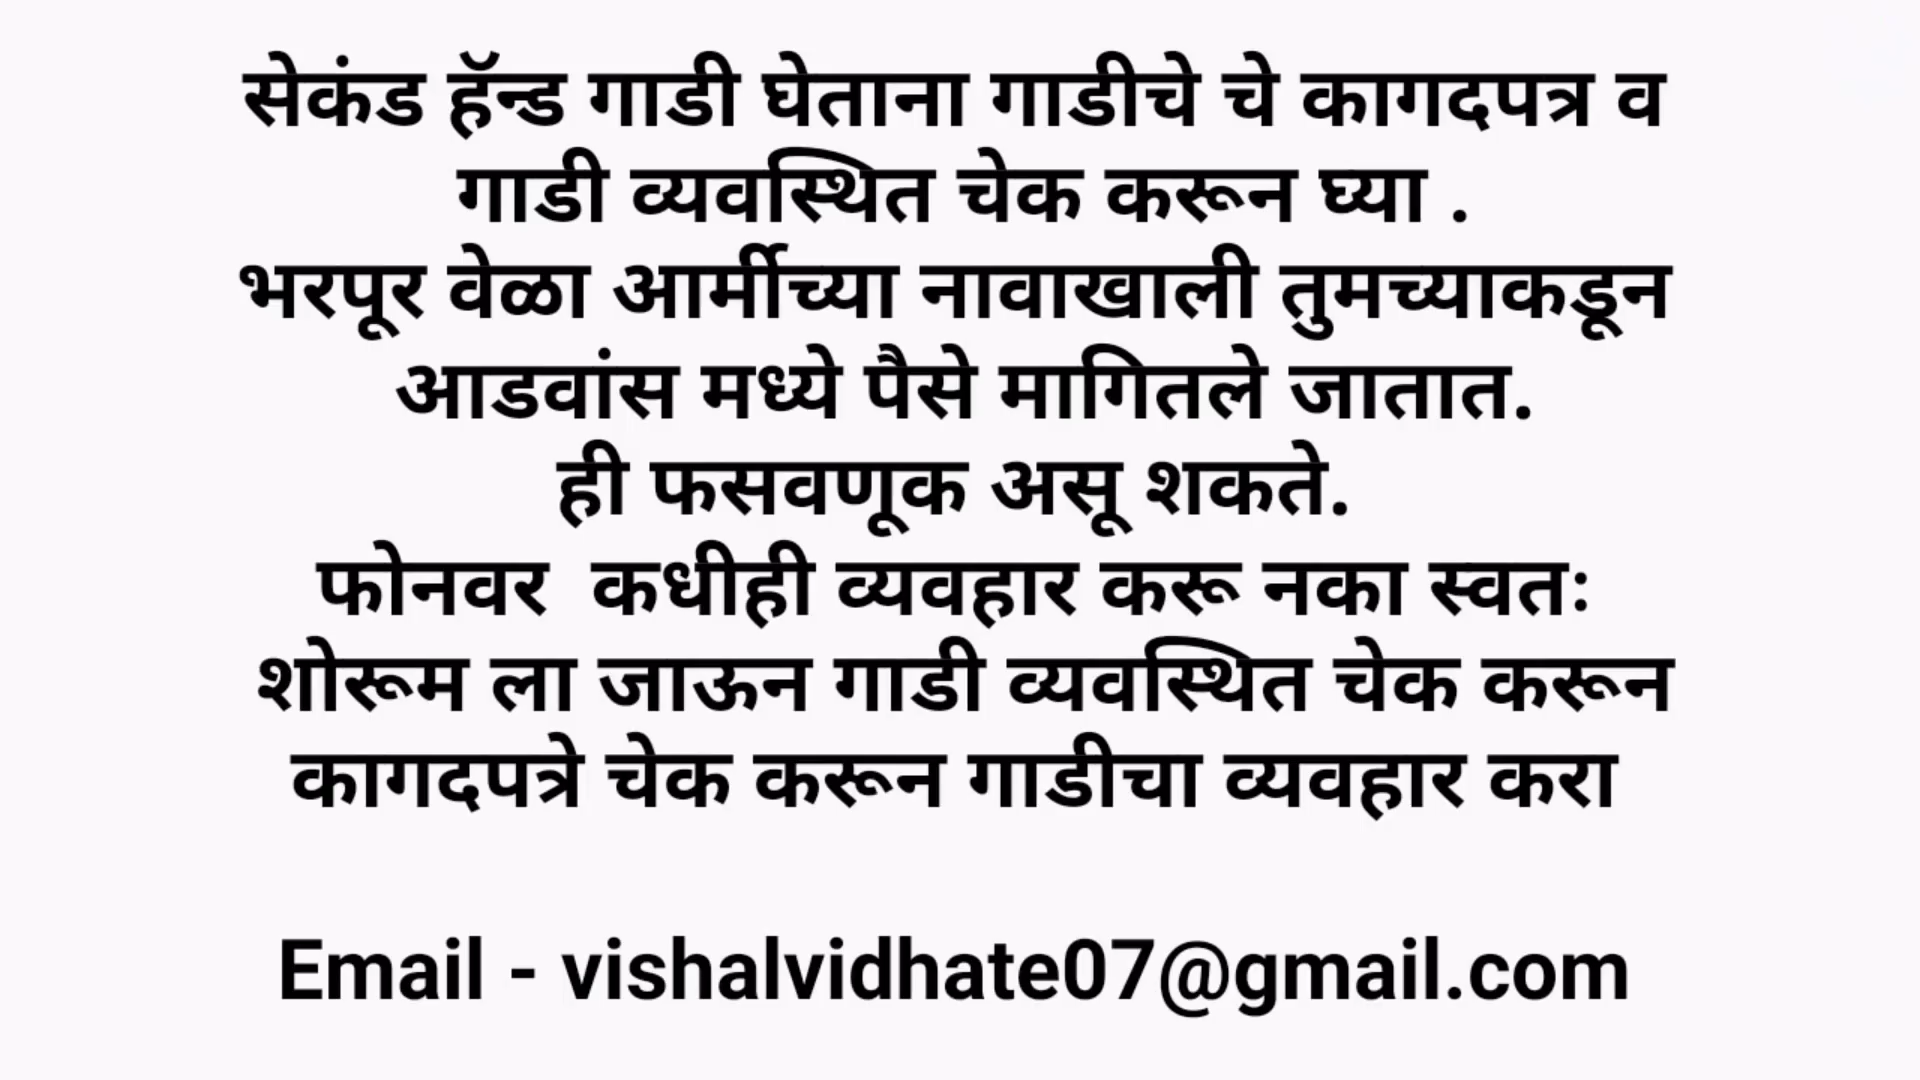 सेकंड हॅन्ड गाडी घेताना गाडीचे चे कागदपत्र व
गाडी व्यवस्थित चेक करून घ्या .
भरपूर वेळा आर्मीच्या नावाखाली तुमच्याकडून
आडवांस मध्ये पैसे मागितले जातात.
ही फसवणूक असू शकते.
फोनवर  कधीही व्यवहार करू नका स्वतः
शोरूम ला जाऊन गाडी व्यवस्थित चेक करून
कागदपत्रे चेक करून गाडीचा व्यवहार करा
Email - vishalvidhate07@gmail.com